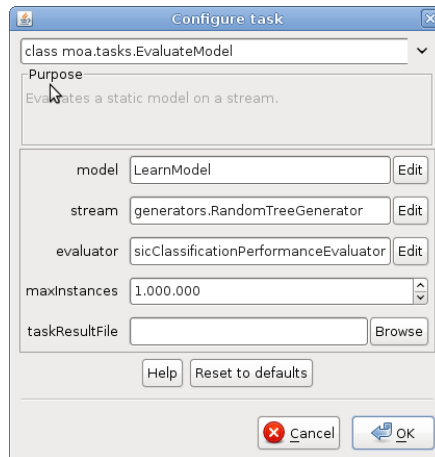 Configure task
class moa.tasks.EvaluateModel
Purpose
Evaluates a static model on a stream.
model LearnModel Edit
stream generators.RandomTreeGenerator Edit
evaluator sicClassificationPerformanceEvaluator Edit
maxInstances 1.000.000
taskResultFile Browse
Help Reset to defaults
Cancel OK